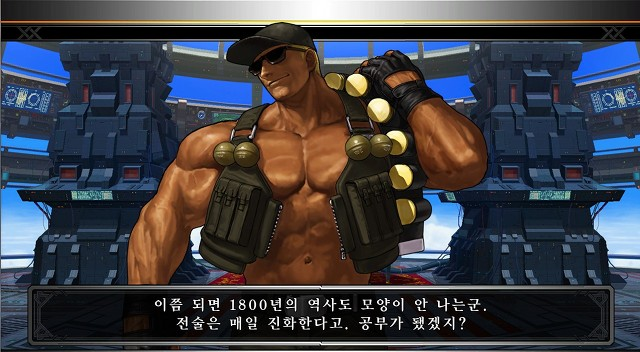 이쯤 되면 1800년의 역사도 모양이 안 나는군.
전술은 매일 진화한다고. 공부가 됐겠지?